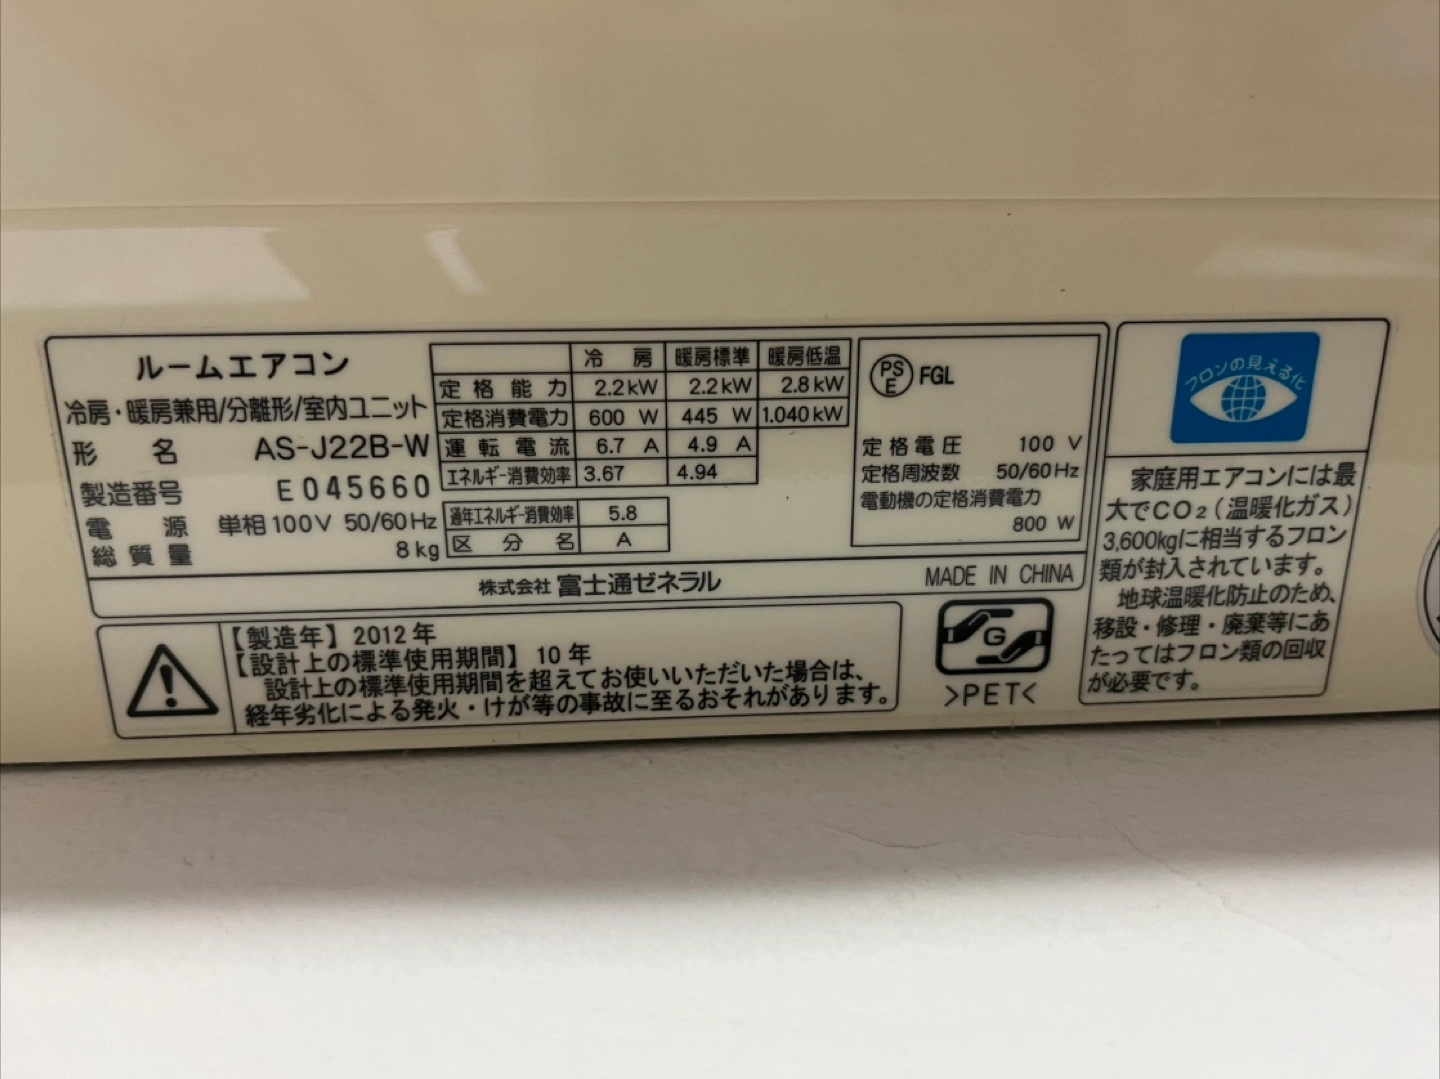 ルームエアコン
冷房・暖房兼用/分離形/室内ユニット
形 名 AS-J22B-W
製造番号 E045660
電 源 単相100V 50/60Hz
総質量 8kg
冷 房 暖房標準 暖房低温
定格能力 2.2kW 2.2kW 2.8kW
定格消費電力 600 W 445 W 1.040kW
運転電流 6.7 A 4.9 A
エネルギー消費効率 3.67 4.94
通年エネルギー消費効率 5.8
区分名 A
PSE FGL
定格電圧 100 V
定格周波数 50/60Hz
電動機の定格消費電力
800 W
株式会社 富士通ゼネラル MADE IN CHINA
【製造年】2012年
【設計上の標準使用期間】10年
設計上の標準使用期間を超えてお使いいただいた場合は、
経年劣化による発火・けが等の事故に至るおそれがあります。
G
>PET<
フロンの見える化
家庭用エアコンには最
大でCO₂(温暖化ガス)
3,600kgに相当するフロン
類が封入されています。
地球温暖化防止のため、
移設・修理・廃棄等にあ
たってはフロン類の回収
が必要です。